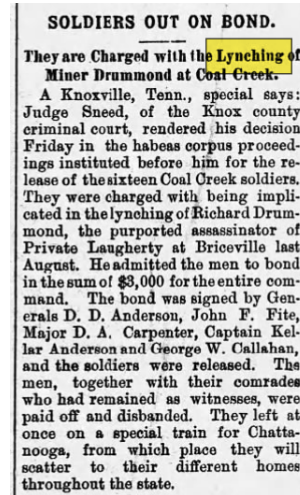 SOLDIERS OUT ON BOND.
They are Charged with the Lynching of
Miner Drummond at Coal Creek.
A Knoxville, Tenn., special says:
Judge Sneed, of the Knox county
criminal court, rendered his decision
Friday in the habeas corpus proceed-
ings instituted before him for the re-
lease of the sixteen Coal Creek soldiers.
They were charged with being impli-
cated in the lynching of Richard Drum-
mond, the purported assassinator of
Private Laugherty at Briceville last
August. He admitted the men to bond
in the sum of $3,000 for the entire com-
mand. The bond was signed by Gen-
erals D. D. Anderson, John F. Fite,
Major D. A. Carpenter, Captain Kel-
lar Anderson and George W. Callahan,
and the soldiers were released. The
men, together with their comrades
who had remained as witnesses, were
paid off and disbanded. They left at
once on a special train for Chatta-
nooga, from which place they will
scatter to their different homes
throughout the state.